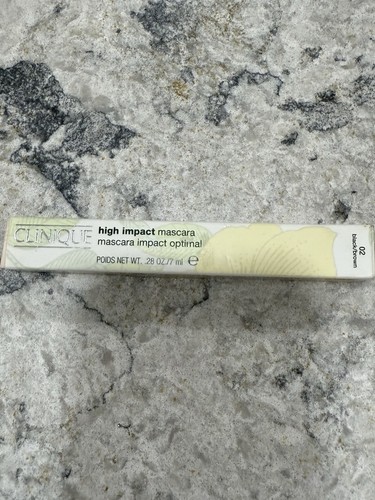 CLINIQUE
high impact mascara
mascara impact optimal
POIDS NET WT. .28 OZ./7 ml ℮
02
black/brown